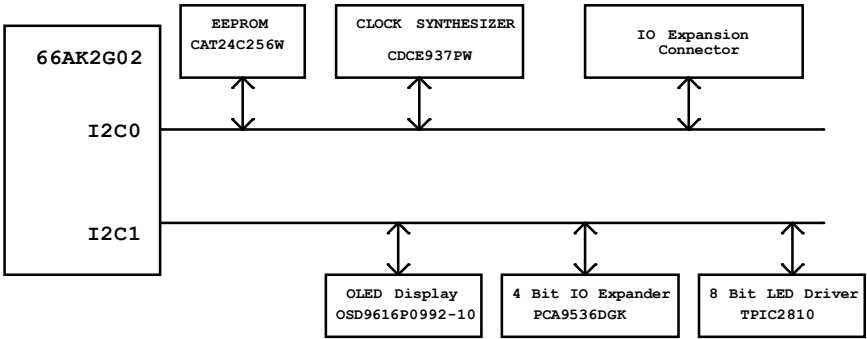 66AK2G02
I2C0
I2C1
EEPROM
CAT24C256W
CLOCK SYNTHESIZER
CDCE937PW
IO Expansion
Connector
OLED Display
OSD9616P0992-10
4 Bit IO Expander
PCA9536DGK
8 Bit LED Driver
TPIC2810